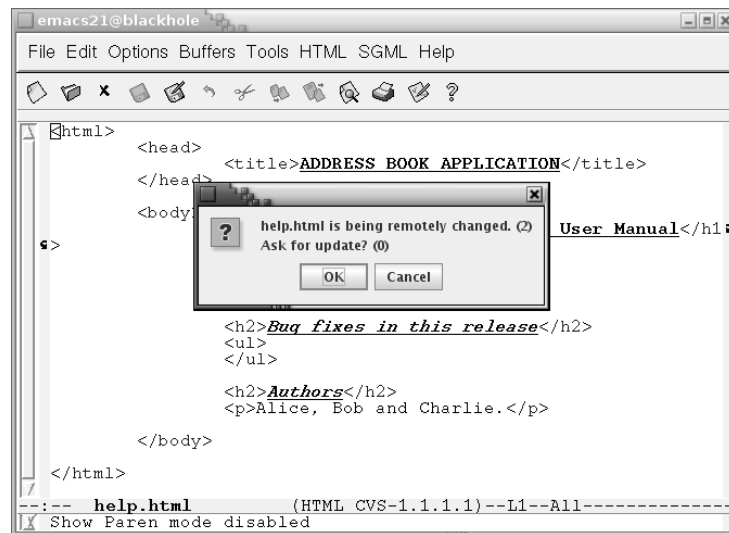 emacs21@blackhole
File Edit Options Buffers Tools HTML SGML Help
<html>
<head>
<title>ADDRESS BOOK APPLICATION</title>
</head>
<body
User Manual</h1
>
help.html is being remotely changed. (2)
Ask for update? (0)
OK Cancel
<h2>Bug fixes in this release</h2>
<ul>
</ul>
<h2>Authors</h2>
<p>Alice, Bob and Charlie.</p>
</body>
</html>
--:-- help.html (HTML CVS-1.1.1.1)--L1--All--------------
Show Paren mode disabled